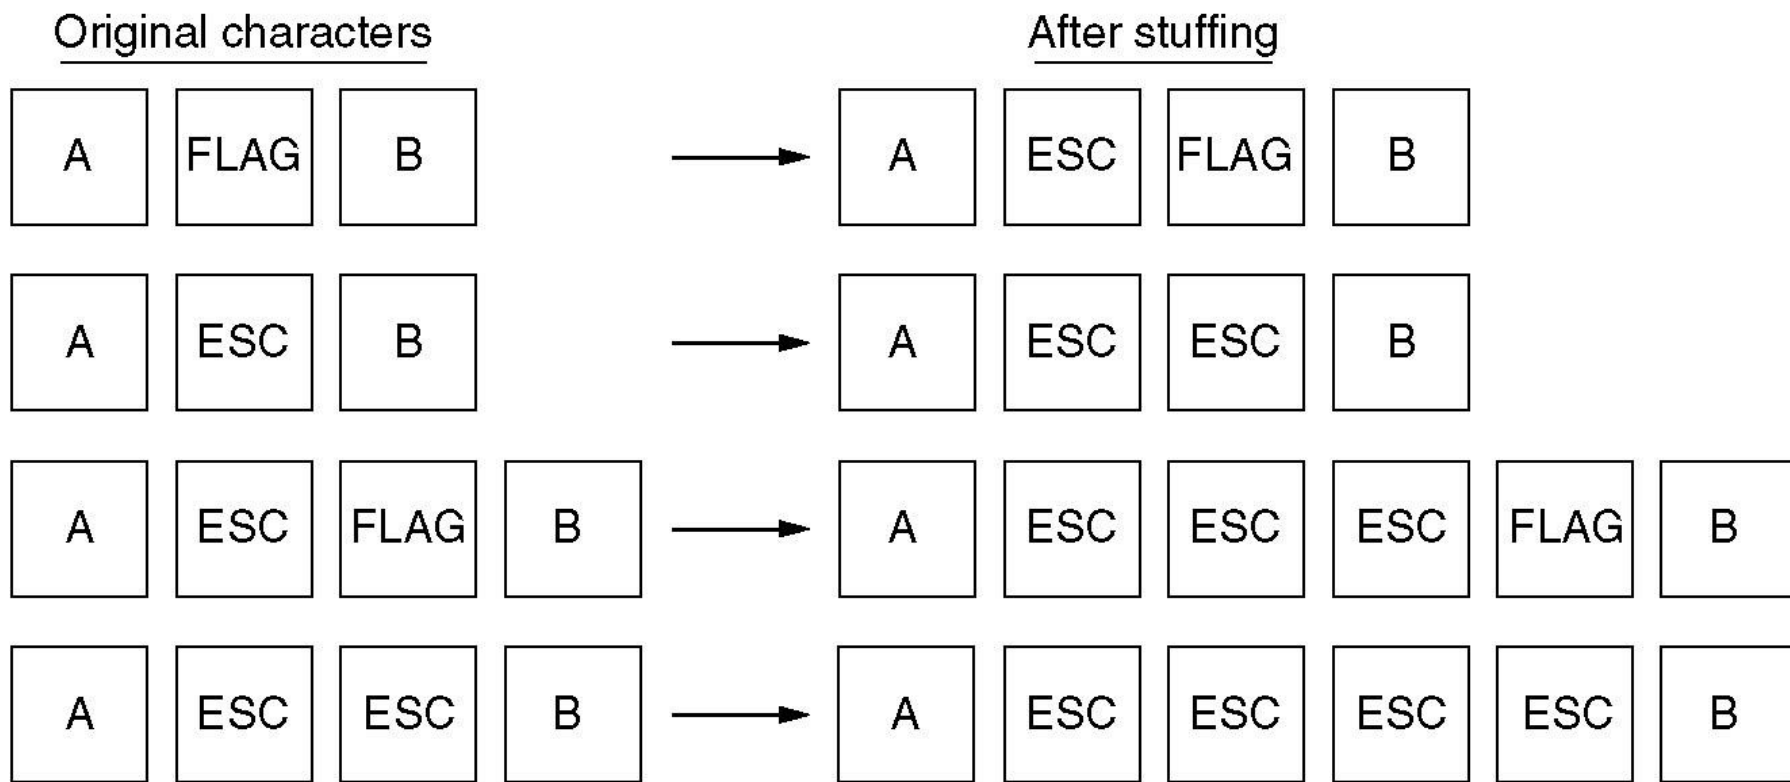 Original characters After stuffing
A FLAG B A ESC FLAG B
A ESC B A ESC ESC B
A ESC FLAG B A ESC ESC ESC FLAG B
A ESC ESC B A ESC ESC ESC ESC B